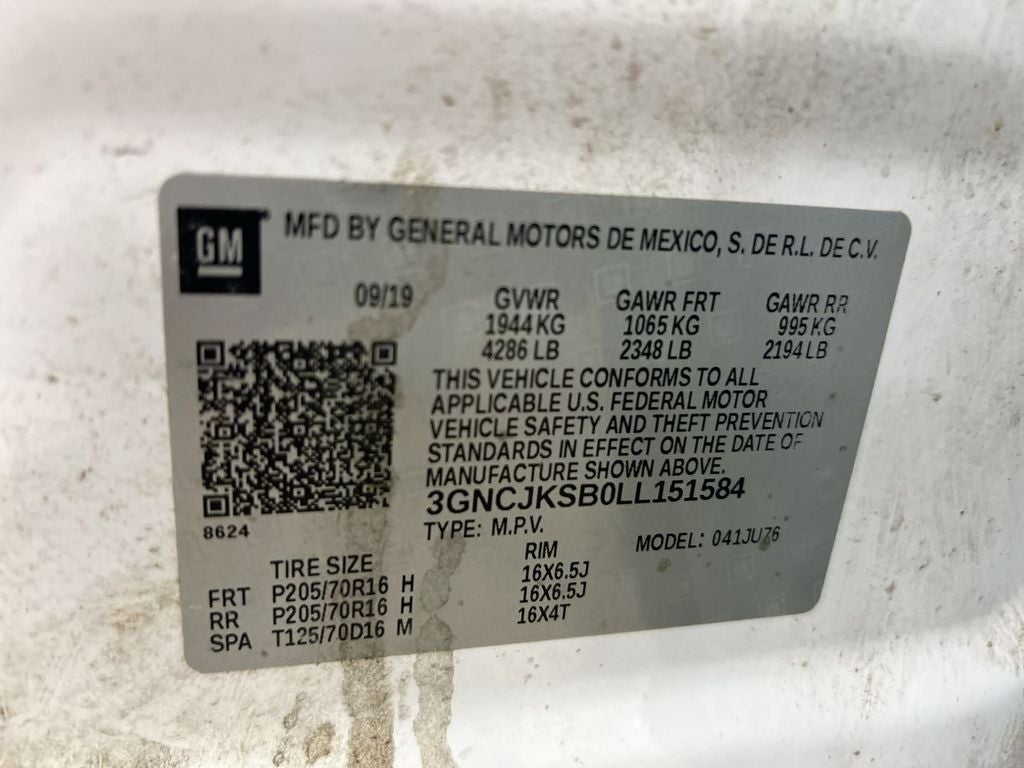 GM
MFD BY GENERAL MOTORS DE MEXICO, S. DE R.L. DE C.V.
09/19 GVWR GAWR FRT GAWR RR
1944 KG 1065 KG 995 KG
4286 LB 2348 LB 2194 LB
THIS VEHICLE CONFORMS TO ALL
APPLICABLE U.S. FEDERAL MOTOR
VEHICLE SAFETY AND THEFT PREVENTION
STANDARDS IN EFFECT ON THE DATE OF
MANUFACTURE SHOWN ABOVE.
3GNCJKSB0LL151584
8624
TYPE: M.P.V. MODEL: 041JU76
TIRE SIZE RIM
FRT P205/70R16 H 16X6.5J
RR P205/70R16 H 16X6.5J
SPA T125/70D16 M 16X4T